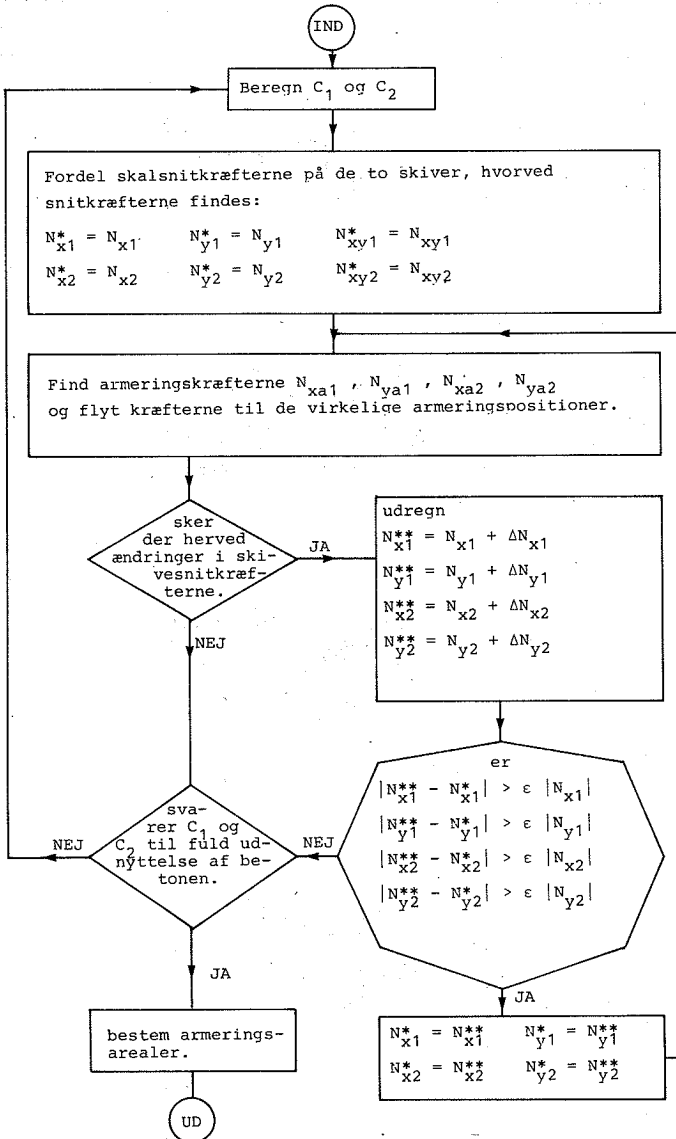 IND
Beregn C₁ og C₂
Fordel skalsnitkræfterne på de to skiver, hvorved
snitkræfterne findes:
N*x1 = Nx1 N*y1 = Ny1 N*xy1 = Nxy1
N*x2 = Nx2 N*y2 = Ny2 N*xy2 = Nxy2
Find armeringskræfterne Nxa1 , Nya1 , Nxa2 , Nya2
og flyt kræfterne til de virkelige armeringspositioner.
sker
der herved
ændringer i ski-
vesnitkræf-
terne.
JA
NEJ
udregn
N**x1 = Nx1 + ΔNx1
N**y1 = Ny1 + ΔNy1
N**x2 = Nx2 + ΔNx2
N**y2 = Ny2 + ΔNy2
er
|N**x1 - N*x1| > ε |Nx1|
|N**y1 - N*y1| > ε |Ny1|
|N**x2 - N*x2| > ε |Nx2|
|N**y2 - N*y2| > ε |Ny2|
NEJ
JA
sva-
rer C₁ og
C₂ til fuld ud-
nyttelse af be-
tonen.
NEJ
JA
N*x1 = N**x1 N*y1 = N**y1
N*x2 = N**x2 N*y2 = N**y2
bestem armerings-
arealer.
UD